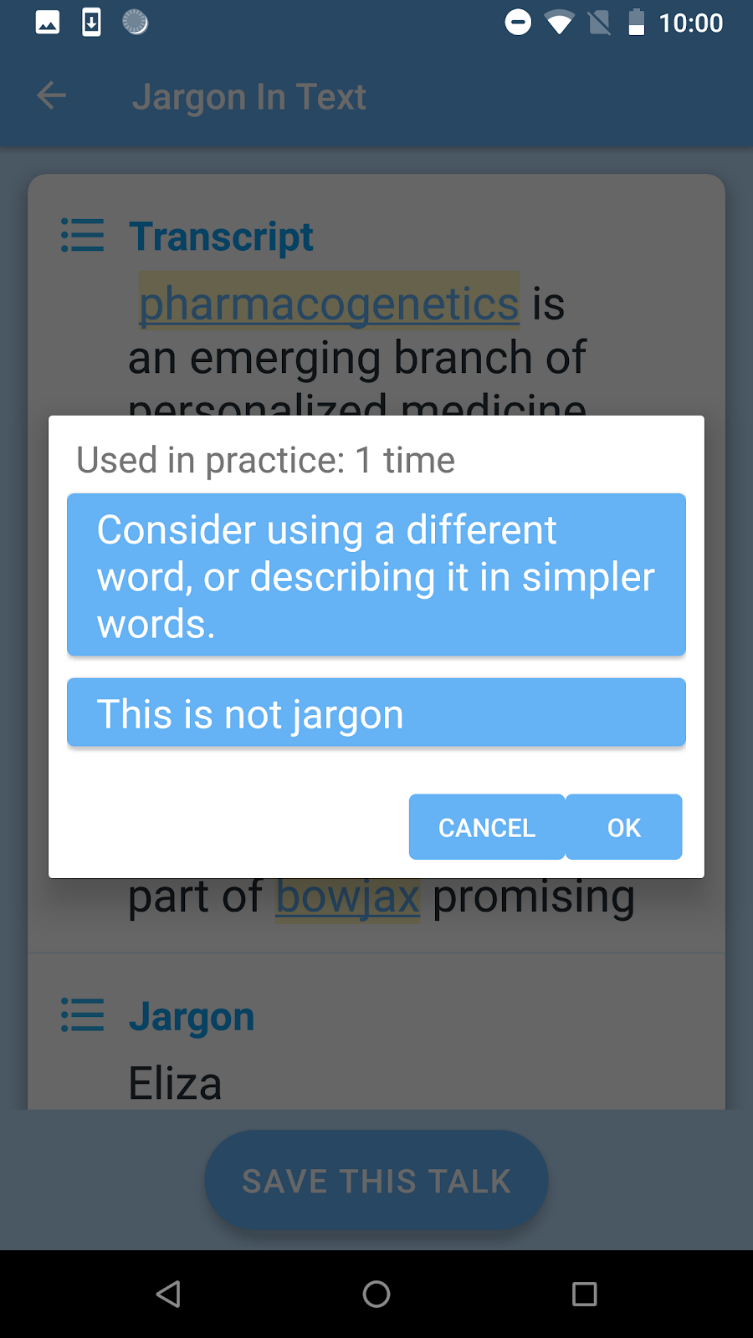 10:00
Jargon In Text
Transcript
pharmacogenetics is
an emerging branch of
personalized medicine
Used in practice: 1 time
Consider using a different
word, or describing it in simpler
words.
This is not jargon
CANCEL OK
part of bowjax promising
Jargon
Eliza
SAVE THIS TALK